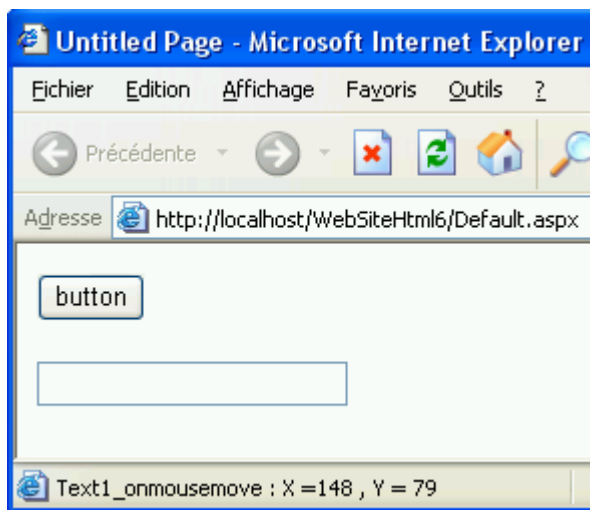 Untitled Page - Microsoft Internet Explorer
Fichier Edition Affichage Favoris Outils ?
Précédente
Adresse http://localhost/WebSiteHtml6/Default.aspx
button
Text1_onmousemove : X =148 , Y = 79